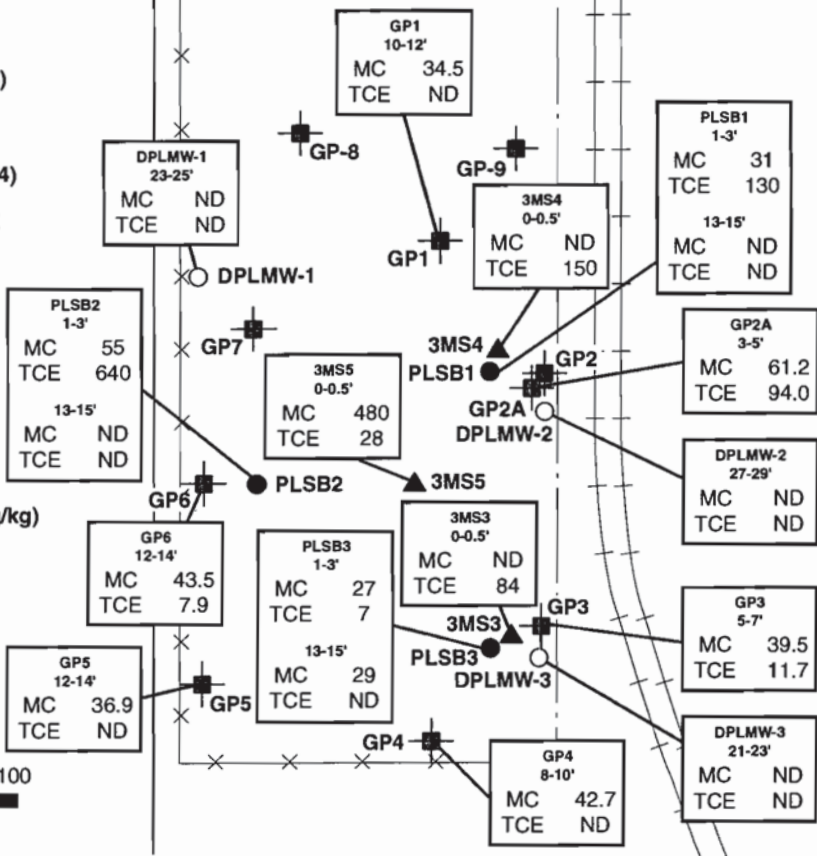 GP1
10-12'
MC 34.5
TCE ND
)
PLSB1
1-3'
MC 31
TCE 130
13-15'
MC ND
TCE ND
GP-8
GP-9
DPLMW-1
23-25'
MC ND
TCE ND
4)
3MS4
0-0.5'
MC ND
TCE 150
GP1
DPLMW-1
PLSB2
1-3'
MC 55
TCE 640
13-15'
MC ND
TCE ND
GP7
3MS4
PLSB1
GP2
GP2A
DPLMW-2
GP2A
3-5'
MC 61.2
TCE 94.0
3MS5
0-0.5'
MC 480
TCE 28
DPLMW-2
27-29'
MC ND
TCE ND
GP6
PLSB2
3MS5
/kg)
GP6
12-14'
MC 43.5
TCE 7.9
PLSB3
1-3'
MC 27
TCE 7
13-15'
MC 29
TCE ND
3MS3
0-0.5'
MC ND
TCE 84
3MS3
GP3
PLSB3
DPLMW-3
GP3
5-7'
MC 39.5
TCE 11.7
GP5
12-14'
MC 36.9
TCE ND
GP5
GP4
DPLMW-3
21-23'
MC ND
TCE ND
GP4
8-10'
MC 42.7
TCE ND
100